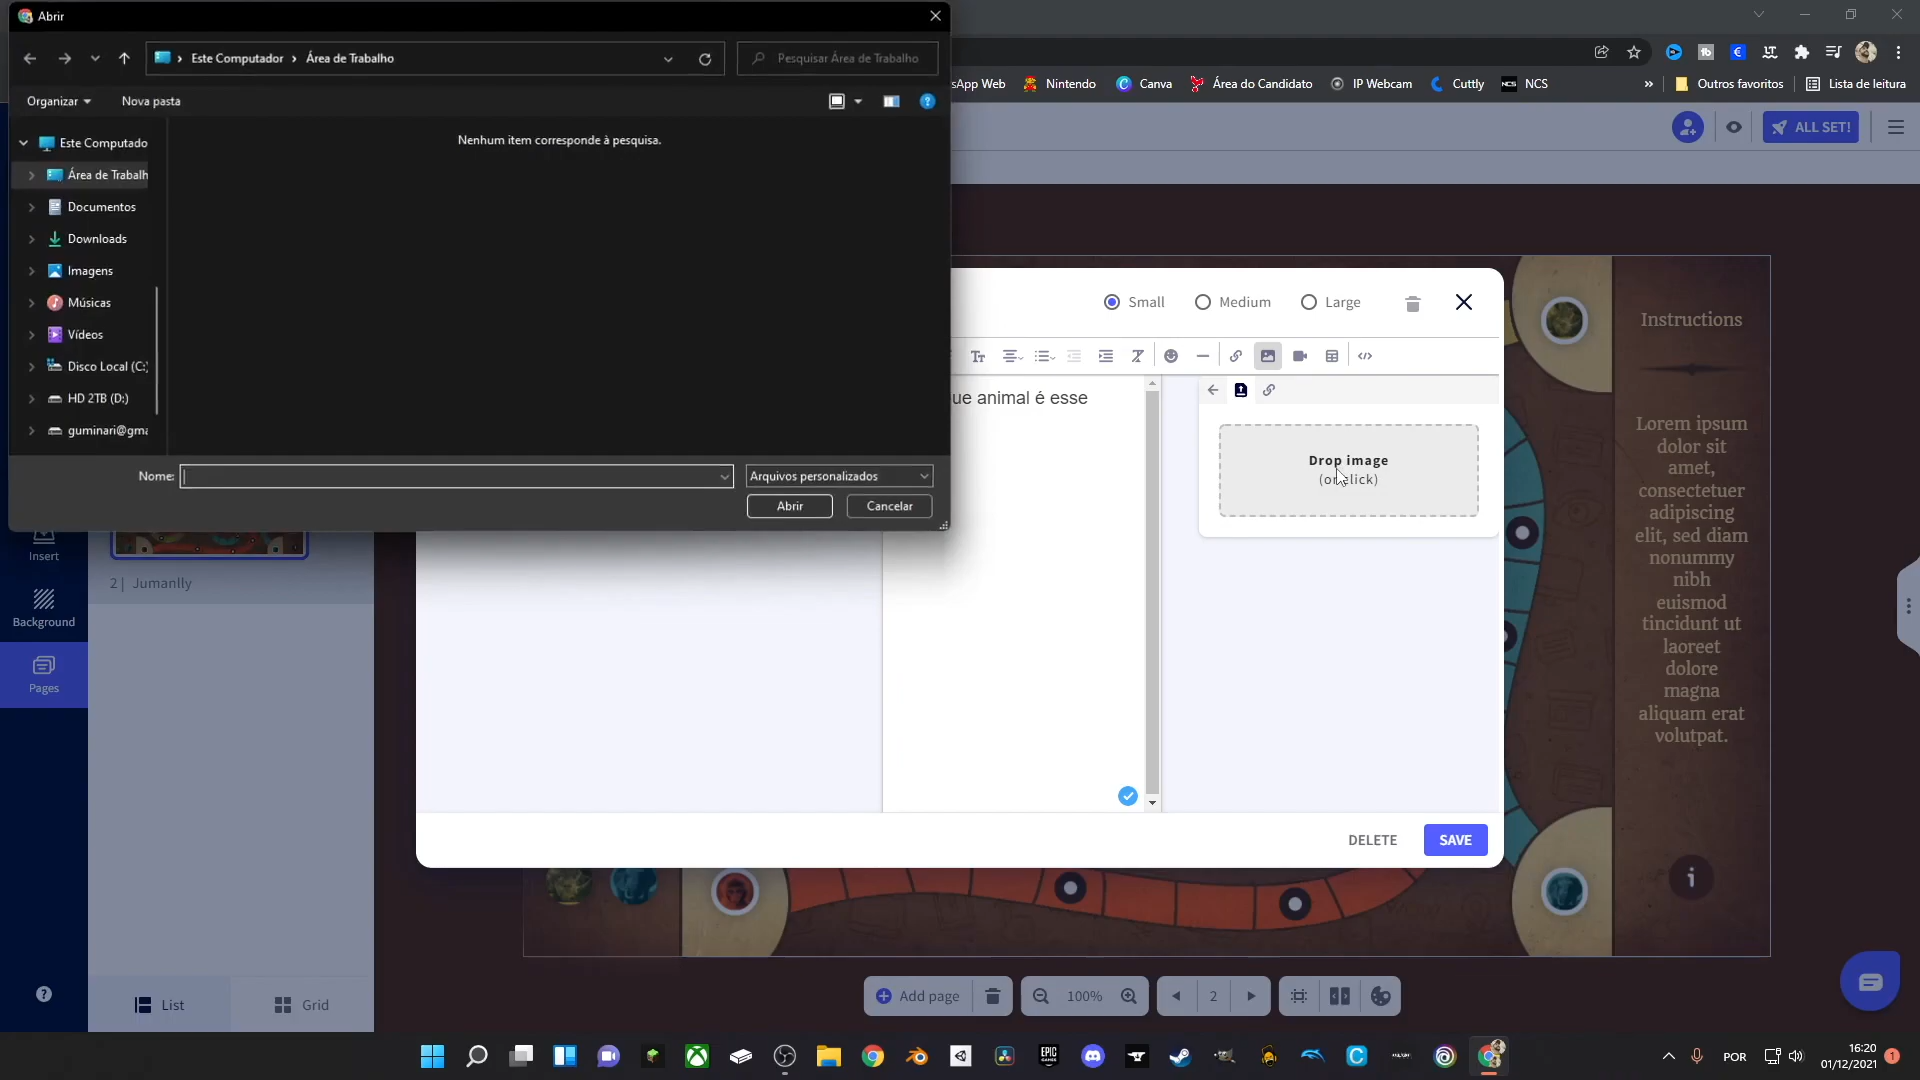 Abrir
Este Computador
Área de Trabalho
Pesquisar Área de Trabalho
Organizar
Nova pasta
Nenhum item corresponde à pesquisa.
Este Computado
Área de Trabalh
Documentos
Downloads
Imagens
Músicas
Vídeos
Disco Local (C:)
HD 2TB (D:)
guminari@gma
Nome:
Arquivos personalizados
Abrir
Cancelar
sApp Web
Nintendo
Canva
Área do Candidato
IP Webcam
Cuttly
NCS
»
Outros favoritos
Lista de leitura
ALL SET!
Small
Medium
Large
ue animal é esse
Drop image
(or click)
DELETE
SAVE
Instructions
Lorem ipsum
dolor sit
amet,
consectetuer
adipiscing
elit, sed diam
nonummy
nibh
euismod
tincidunt ut
laoreet
dolore
magna
aliquam erat
volutpat.
Insert
Background
Pages
2 | Jumanlly
List
Grid
Add page
100%
2
POR
16:20
01/12/2021
1